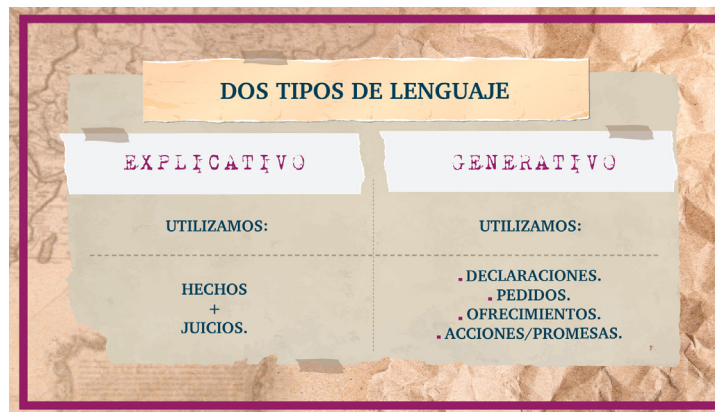 DOS TIPOS DE LENGUAJE
EXPLICATIVO
UTILIZAMOS:
HECHOS
+
JUICIOS.
GENERATIVO
UTILIZAMOS:
. DECLARACIONES.
. PEDIDOS.
. OFRECIMIENTOS.
. ACCIONES/PROMESAS.